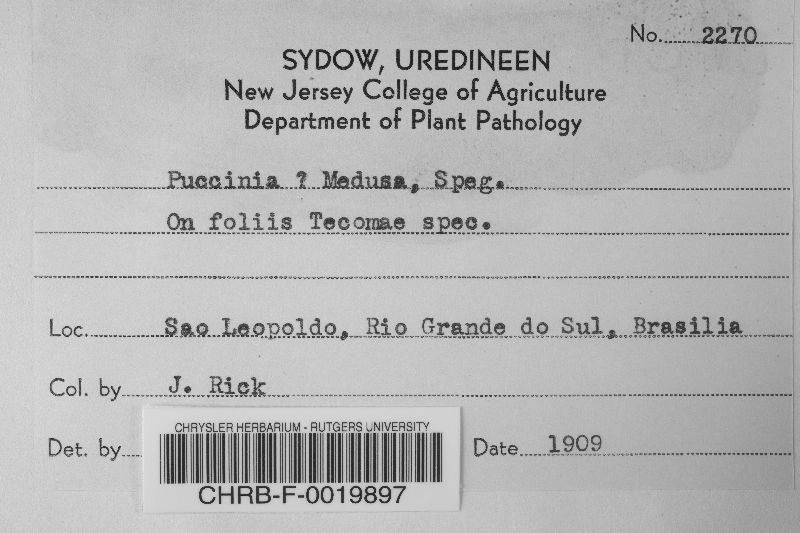 No. 2270
SYDOW, UREDINEEN
New Jersey College of Agriculture
Department of Plant Pathology
Puccinia ? Medusa, Speg.
On foliis Tecomae spec.
Loc. Sao Leopoldo, Rio Grande do Sul, Brasilia
Col. by J. Rick
Det. by
Date 1909
CHRYSLER HERBARIUM - RUTGERS UNIVERSITY
CHRB-F-0019897